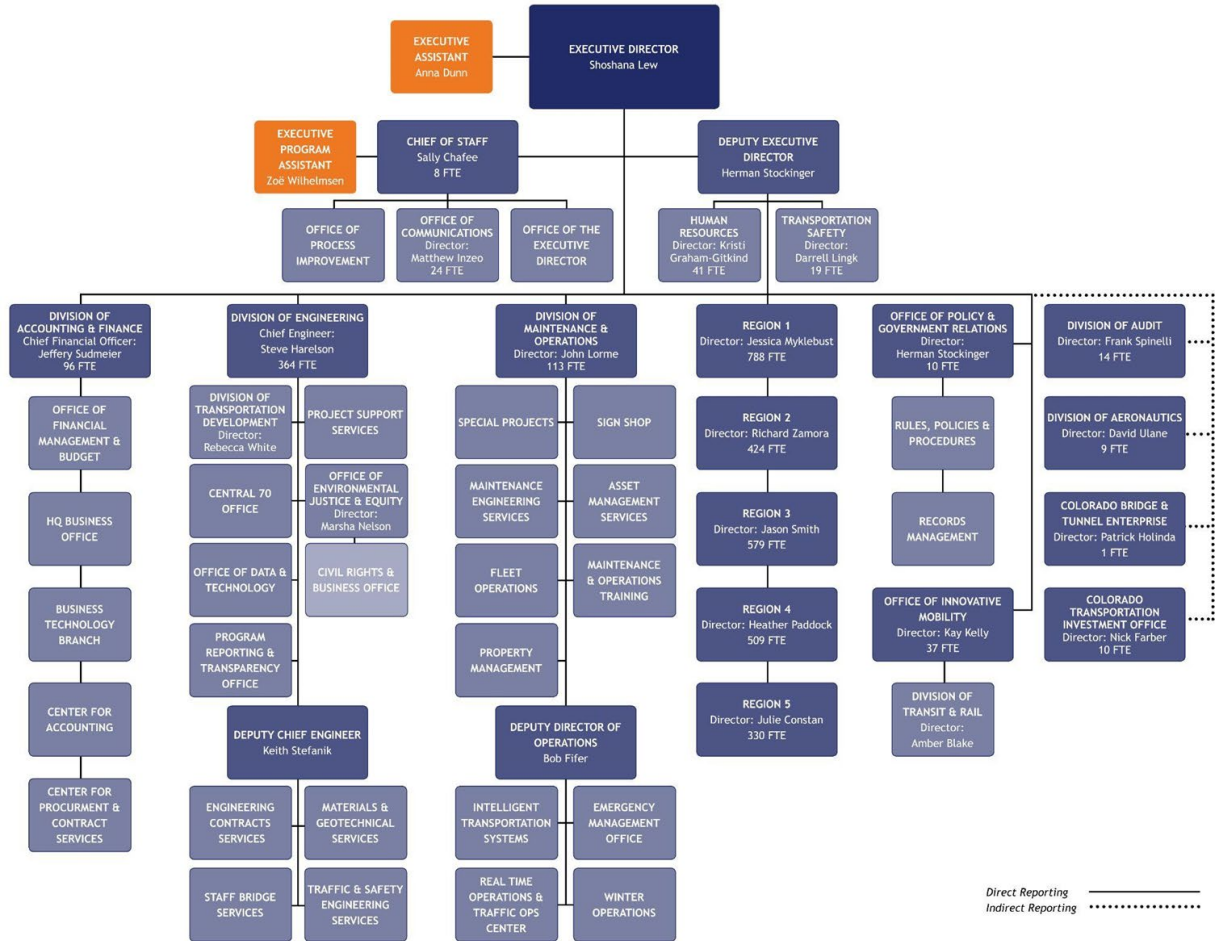 EXECUTIVE
ASSISTANT
Anna Dunn
EXECUTIVE DIRECTOR
Shoshana Lew
EXECUTIVE
PROGRAM
ASSISTANT
Zoë Wilhelmsen
CHIEF OF STAFF
Sally Chafee
8 FTE
DEPUTY EXECUTIVE
DIRECTOR
Herman Stockinger
OFFICE OF
PROCESS
IMPROVEMENT
OFFICE OF
COMMUNICATIONS
Director:
Matthew Inzeo
24 FTE
OFFICE OF THE
EXECUTIVE
DIRECTOR
HUMAN
RESOURCES
Director: Kristi
Graham-Gitkind
41 FTE
TRANSPORTATION
SAFETY
Director:
Darrell Lingk
19 FTE
DIVISION OF
ACCOUNTING & FINANCE
Chief Financial Officer:
Jeffery Sudmeier
96 FTE
OFFICE OF
FINANCIAL
MANAGEMENT &
BUDGET
HQ BUSINESS
OFFICE
BUSINESS
TECHNOLOGY
BRANCH
CENTER FOR
ACCOUNTING
CENTER FOR
PROCURMENT &
CONTRACT
SERVICES
DIVISION OF ENGINEERING
Chief Engineer:
Steve Harelson
364 FTE
DIVISION OF
TRANSPORTATION
DEVELOPMENT
Director:
Rebecca White
PROJECT SUPPORT
SERVICES
CENTRAL 70
OFFICE
OFFICE OF
ENVIRONMENTAL
JUSTICE & EQUITY
Director:
Marsha Nelson
OFFICE OF DATA &
TECHNOLOGY
CIVIL RIGHTS &
BUSINESS OFFICE
PROGRAM
REPORTING &
TRANSPARENCY
OFFICE
DEPUTY CHIEF ENGINEER
Keith Stefanik
ENGINEERING
CONTRACTS
SERVICES
MATERIALS &
GEOTECHNICAL
SERVICES
STAFF BRIDGE
SERVICES
TRAFFIC & SAFETY
ENGINEERING
SERVICES
DIVISION OF
MAINTENANCE &
OPERATIONS
Director: John Lorme
113 FTE
SPECIAL PROJECTS
SIGN SHOP
MAINTENANCE
ENGINEERING
SERVICES
ASSET
MANAGEMENT
SERVICES
FLEET
OPERATIONS
MAINTENANCE
& OPERATIONS
TRAINING
PROPERTY
MANAGEMENT
DEPUTY DIRECTOR OF
OPERATIONS
Bob Fifer
INTELLIGENT
TRANSPORTATION
SYSTEMS
EMERGENCY
MANAGEMENT
OFFICE
REAL TIME
OPERATIONS &
TRAFFIC OPS
CENTER
WINTER
OPERATIONS
REGION 1
Director: Jessica Myklebust
788 FTE
REGION 2
Director: Richard Zamora
424 FTE
REGION 3
Director: Jason Smith
579 FTE
REGION 4
Director: Heather Paddock
509 FTE
REGION 5
Director: Julie Constan
330 FTE
OFFICE OF POLICY &
GOVERNMENT RELATIONS
Director:
Herman Stockinger
10 FTE
RULES, POLICIES &
PROCEDURES
RECORDS
MANAGEMENT
OFFICE OF INNOVATIVE
MOBILITY
Director: Kay Kelly
37 FTE
DIVISION OF
TRANSIT & RAIL
Director:
Amber Blake
DIVISION OF AUDIT
Director: Frank Spinelli
14 FTE
DIVISION OF AERONAUTICS
Director: David Ulane
9 FTE
COLORADO BRIDGE &
TUNNEL ENTERPRISE
Director: Patrick Holinda
1 FTE
COLORADO
TRANSPORTATION
INVESTMENT OFFICE
Director: Nick Farber
10 FTE
Direct Reporting
Indirect Reporting